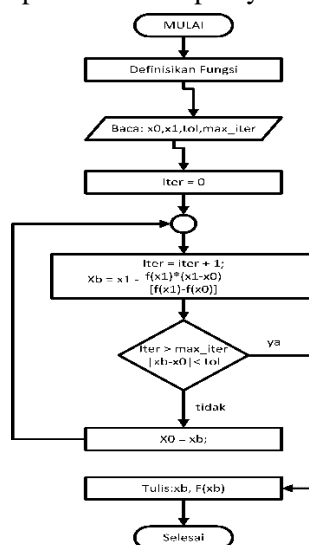 MULAI
Definisikan Fungsi
Baca: x0,x1,tol,max_iter
Iter = 0
Iter = iter + 1;
Xb = x1 - f(x1)*(x1-x0)
[f(x1)-f(x0)]
Iter > max_iter
|xb-x0|< tol
ya
tidak
X0 = xb;
Tulis:xb, F(xb)
Selesai